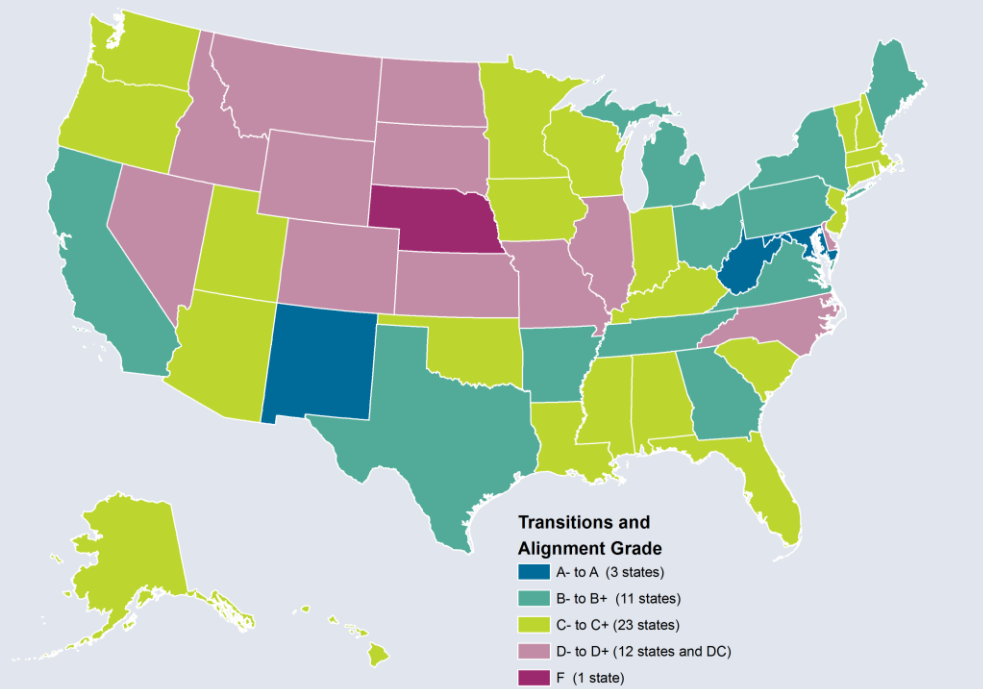 Transitions and
Alignment Grade
A- to A (3 states)
B- to B+ (11 states)
C- to C+ (23 states)
D- to D+ (12 states and DC)
F (1 state)